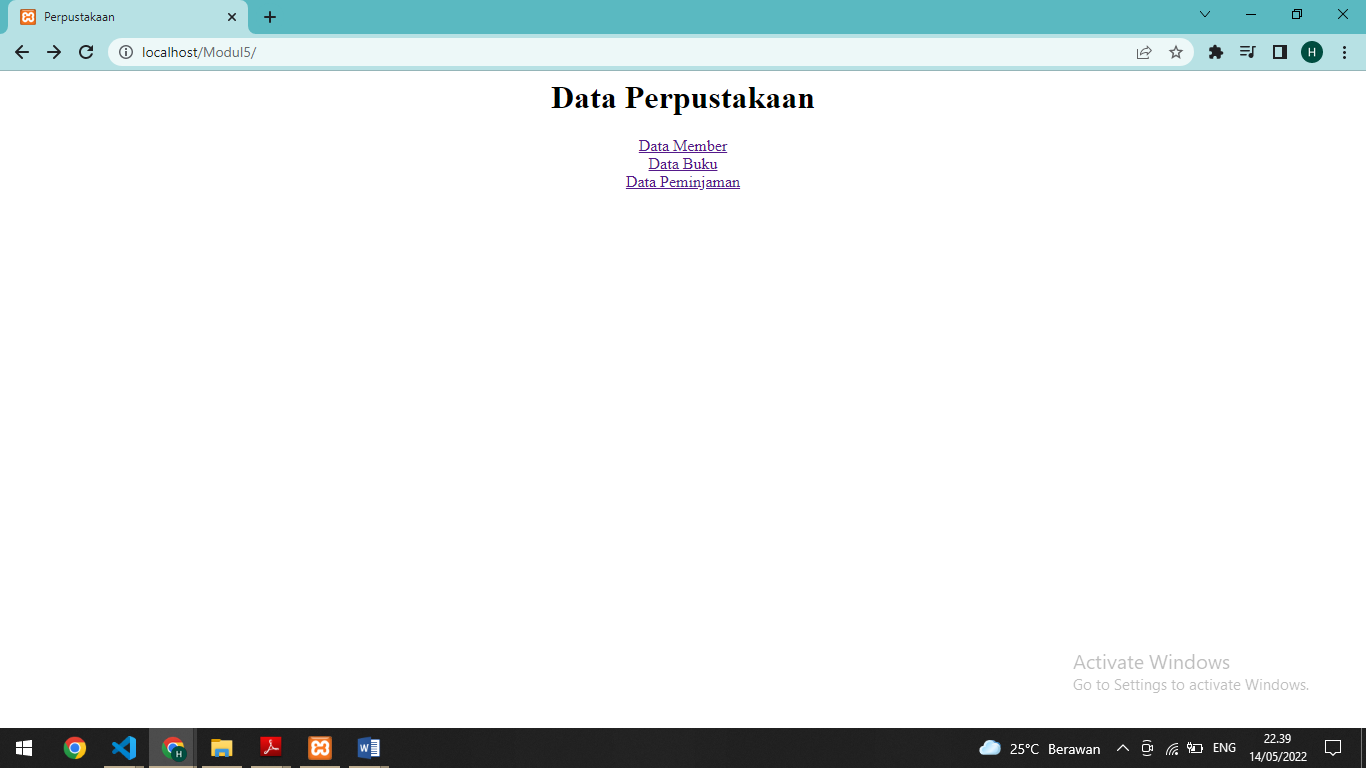 Perpustakaan
localhost/Modul5/
H
Data Perpustakaan
Data Member
Data Buku
Data Peminjaman
Activate Windows
Go to Settings to activate Windows.
H
W
25°C Berawan
ENG
22.39
14/05/2022